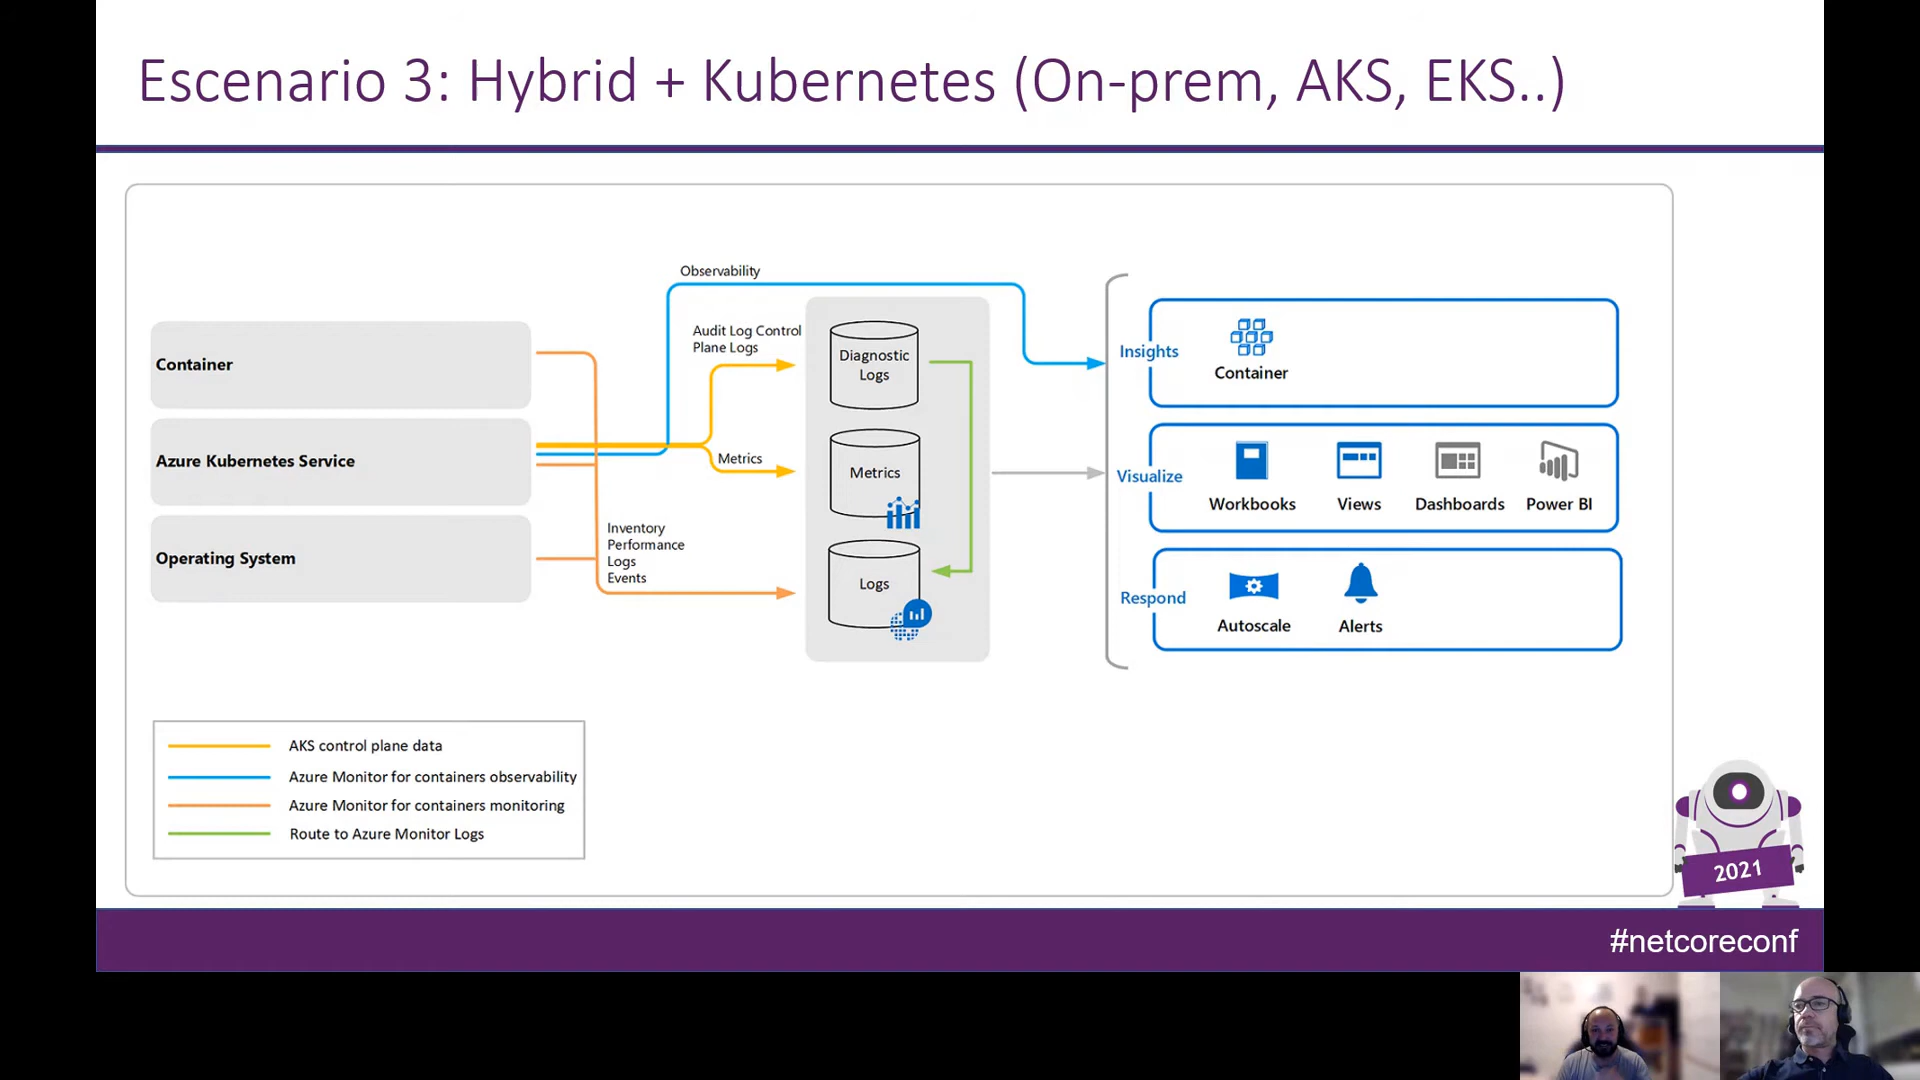 Escenario 3: Hybrid + Kubernetes (On-prem, AKS, EKS..)
Observability
Audit Log Control
Plane Logs
Container
Azure Kubernetes Service
Operating System
Metrics
Inventory
Performance
Logs
Events
Diagnostic
Logs
Metrics
Logs
Insights
Container
Visualize
Workbooks
Views
Dashboards
Power BI
Respond
Autoscale
Alerts
AKS control plane data
Azure Monitor for containers observability
Azure Monitor for containers monitoring
Route to Azure Monitor Logs
2021
#netcoreconf